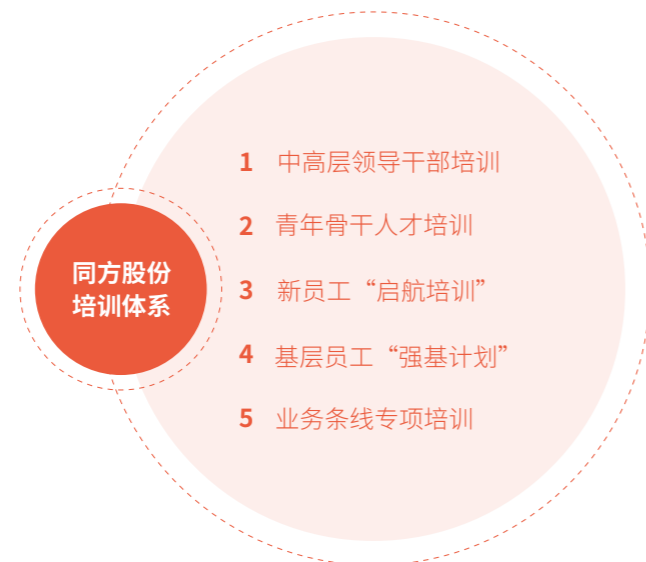 同方股份
培训体系
1 中高层领导干部培训
2 青年骨干人才培训
3 新员工“启航培训”
4 基层员工“强基计划”
5 业务条线专项培训